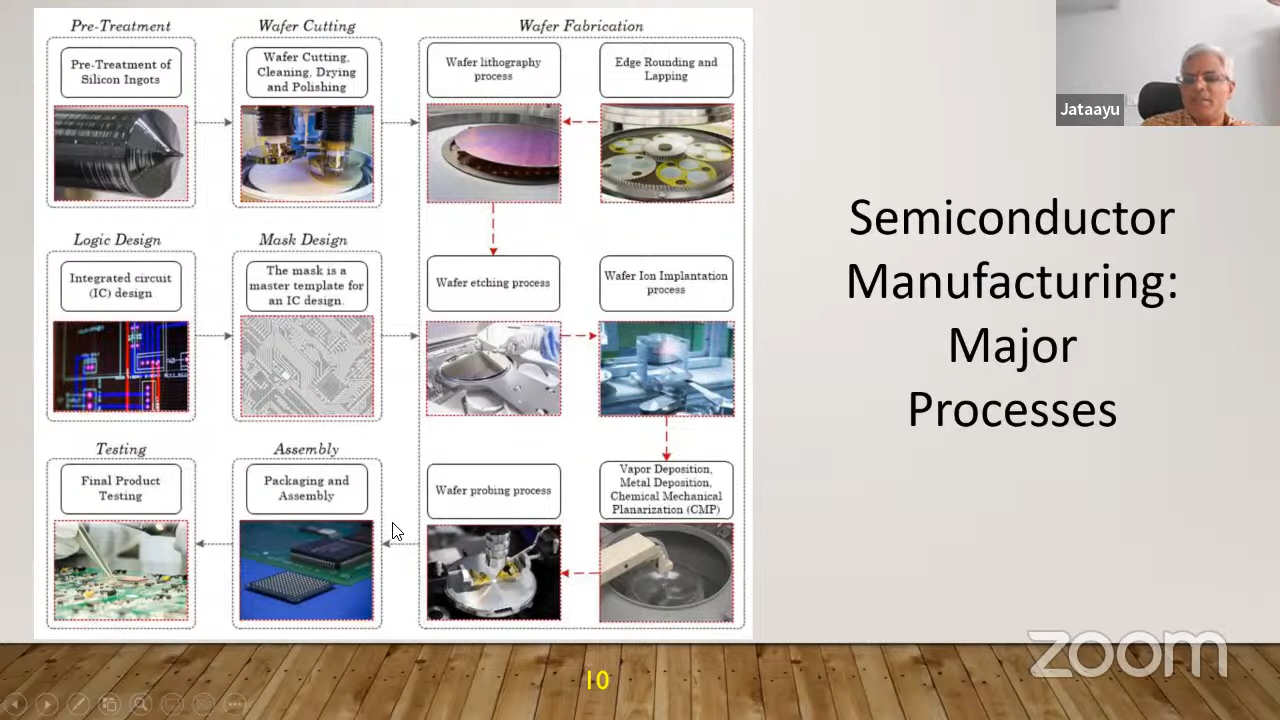 Pre-Treatment
Pre-Treatment of
Silicon Ingots
Wafer Cutting
Wafer Cutting,
Cleaning, Drying
and Polishing
Wafer Fabrication
Wafer lithography
process
Edge Rounding and
Lapping
Logic Design
Integrated circuit
(IC) design
Mask Design
The mask is a
master template for
an IC design.
Wafer etching process
Wafer Ion Implantation
process
Testing
Final Product
Testing
Assembly
Packaging and
Assembly
Wafer probing process
Vapor Deposition,
Metal Deposition,
Chemical Mechanical
Planarization (CMP)
Jataayu
Semiconductor
Manufacturing:
Major
Processes
zoom
10